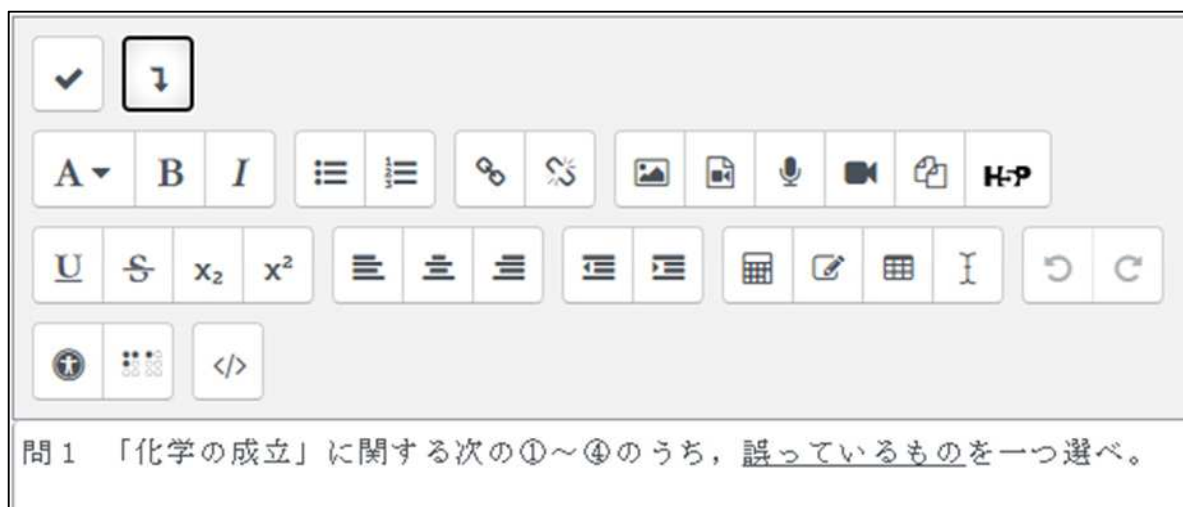 A B I H5P
U S x₂ x²
</>
問1 「化学の成立」に関する次の①~④のうち,誤っているものを一つ選べ。